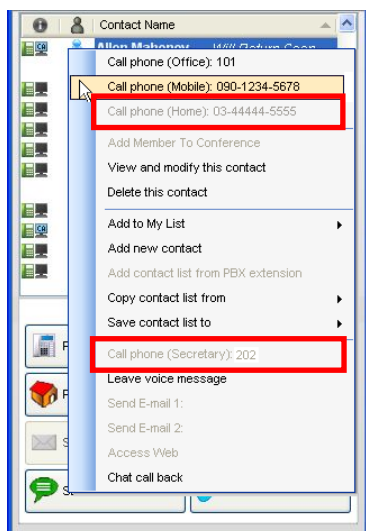 Contact Name
Allen Mahoney Will Return Soon
Call phone (Office): 101
Call phone (Mobile): 090-1234-5678
Call phone (Home): 03-44444-5555
Add Member To Conference
View and modify this contact
Delete this contact
Add to My List
Add new contact
Add contact list from PBX extension
Copy contact list from
Save contact list to
Call phone (Secretary): 202
Leave voice message
Send E-mail 1:
Send E-mail 2:
Access Web
Chat call back